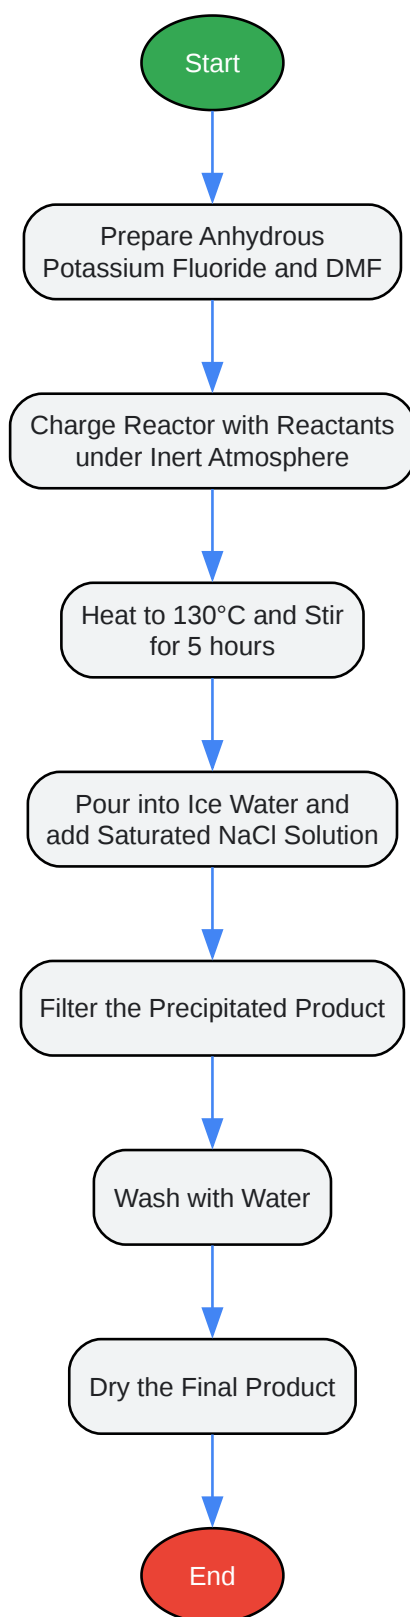 Start
Prepare Anhydrous
Potassium Fluoride and DMF
Charge Reactor with Reactants
under Inert Atmosphere
Heat to 130°C and Stir
for 5 hours
Pour into Ice Water and
add Saturated NaCl Solution
Filter the Precipitated Product
Wash with Water
Dry the Final Product
End